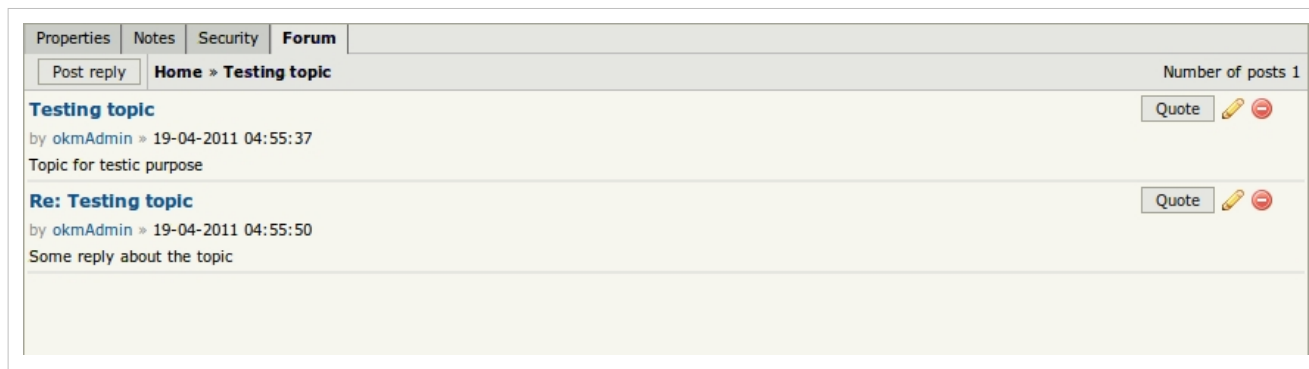 Properties Notes Security Forum
Post reply Home » Testing topic Number of posts 1
Testing topic Quote
by okmAdmin » 19-04-2011 04:55:37
Topic for testic purpose
Re: Testing topic Quote
by okmAdmin » 19-04-2011 04:55:50
Some reply about the topic